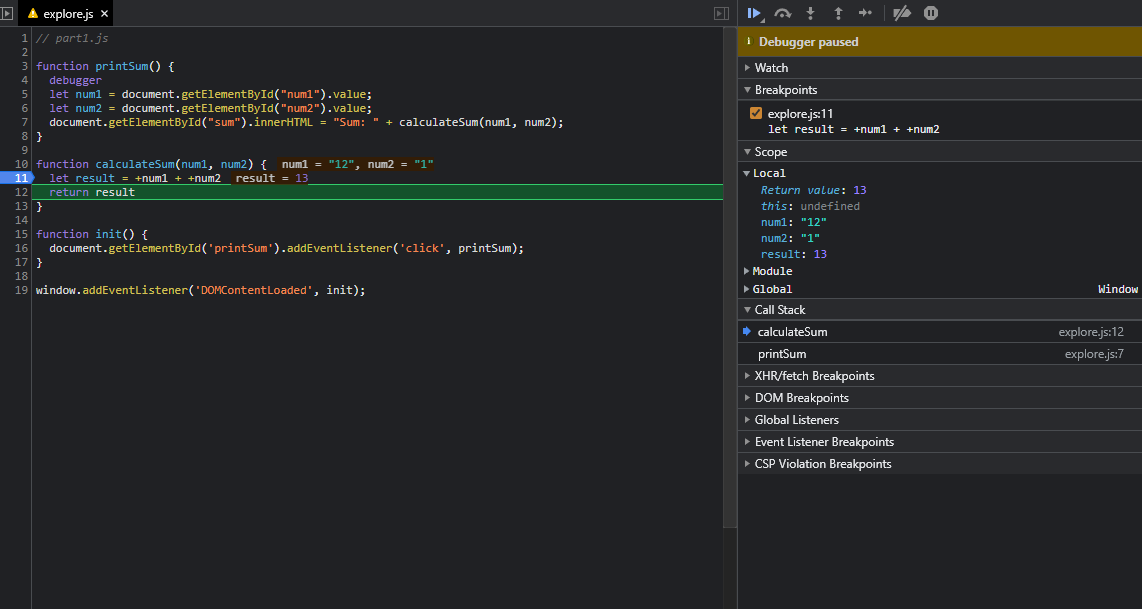 explore.js ×
1 // part1.js
2
3 function printSum() {
4   debugger
5   let num1 = document.getElementById("num1").value;
6   let num2 = document.getElementById("num2").value;
7   document.getElementById("sum").innerHTML = "Sum: " + calculateSum(num1, num2);
8 }
9
10 function calculateSum(num1, num2) {  num1 = "12", num2 = "1"
11   let result = +num1 + +num2  result = 13
12   return result
13 }
14
15 function init() {
16   document.getElementById('printSum').addEventListener('click', printSum);
17 }
18
19 window.addEventListener('DOMContentLoaded', init);
Debugger paused
Watch
Breakpoints
explore.js:11
let result = +num1 + +num2
Scope
Local
Return value: 13
this: undefined
num1: "12"
num2: "1"
result: 13
Module
Global Window
Call Stack
calculateSum explore.js:12
printSum explore.js:7
XHR/fetch Breakpoints
DOM Breakpoints
Global Listeners
Event Listener Breakpoints
CSP Violation Breakpoints